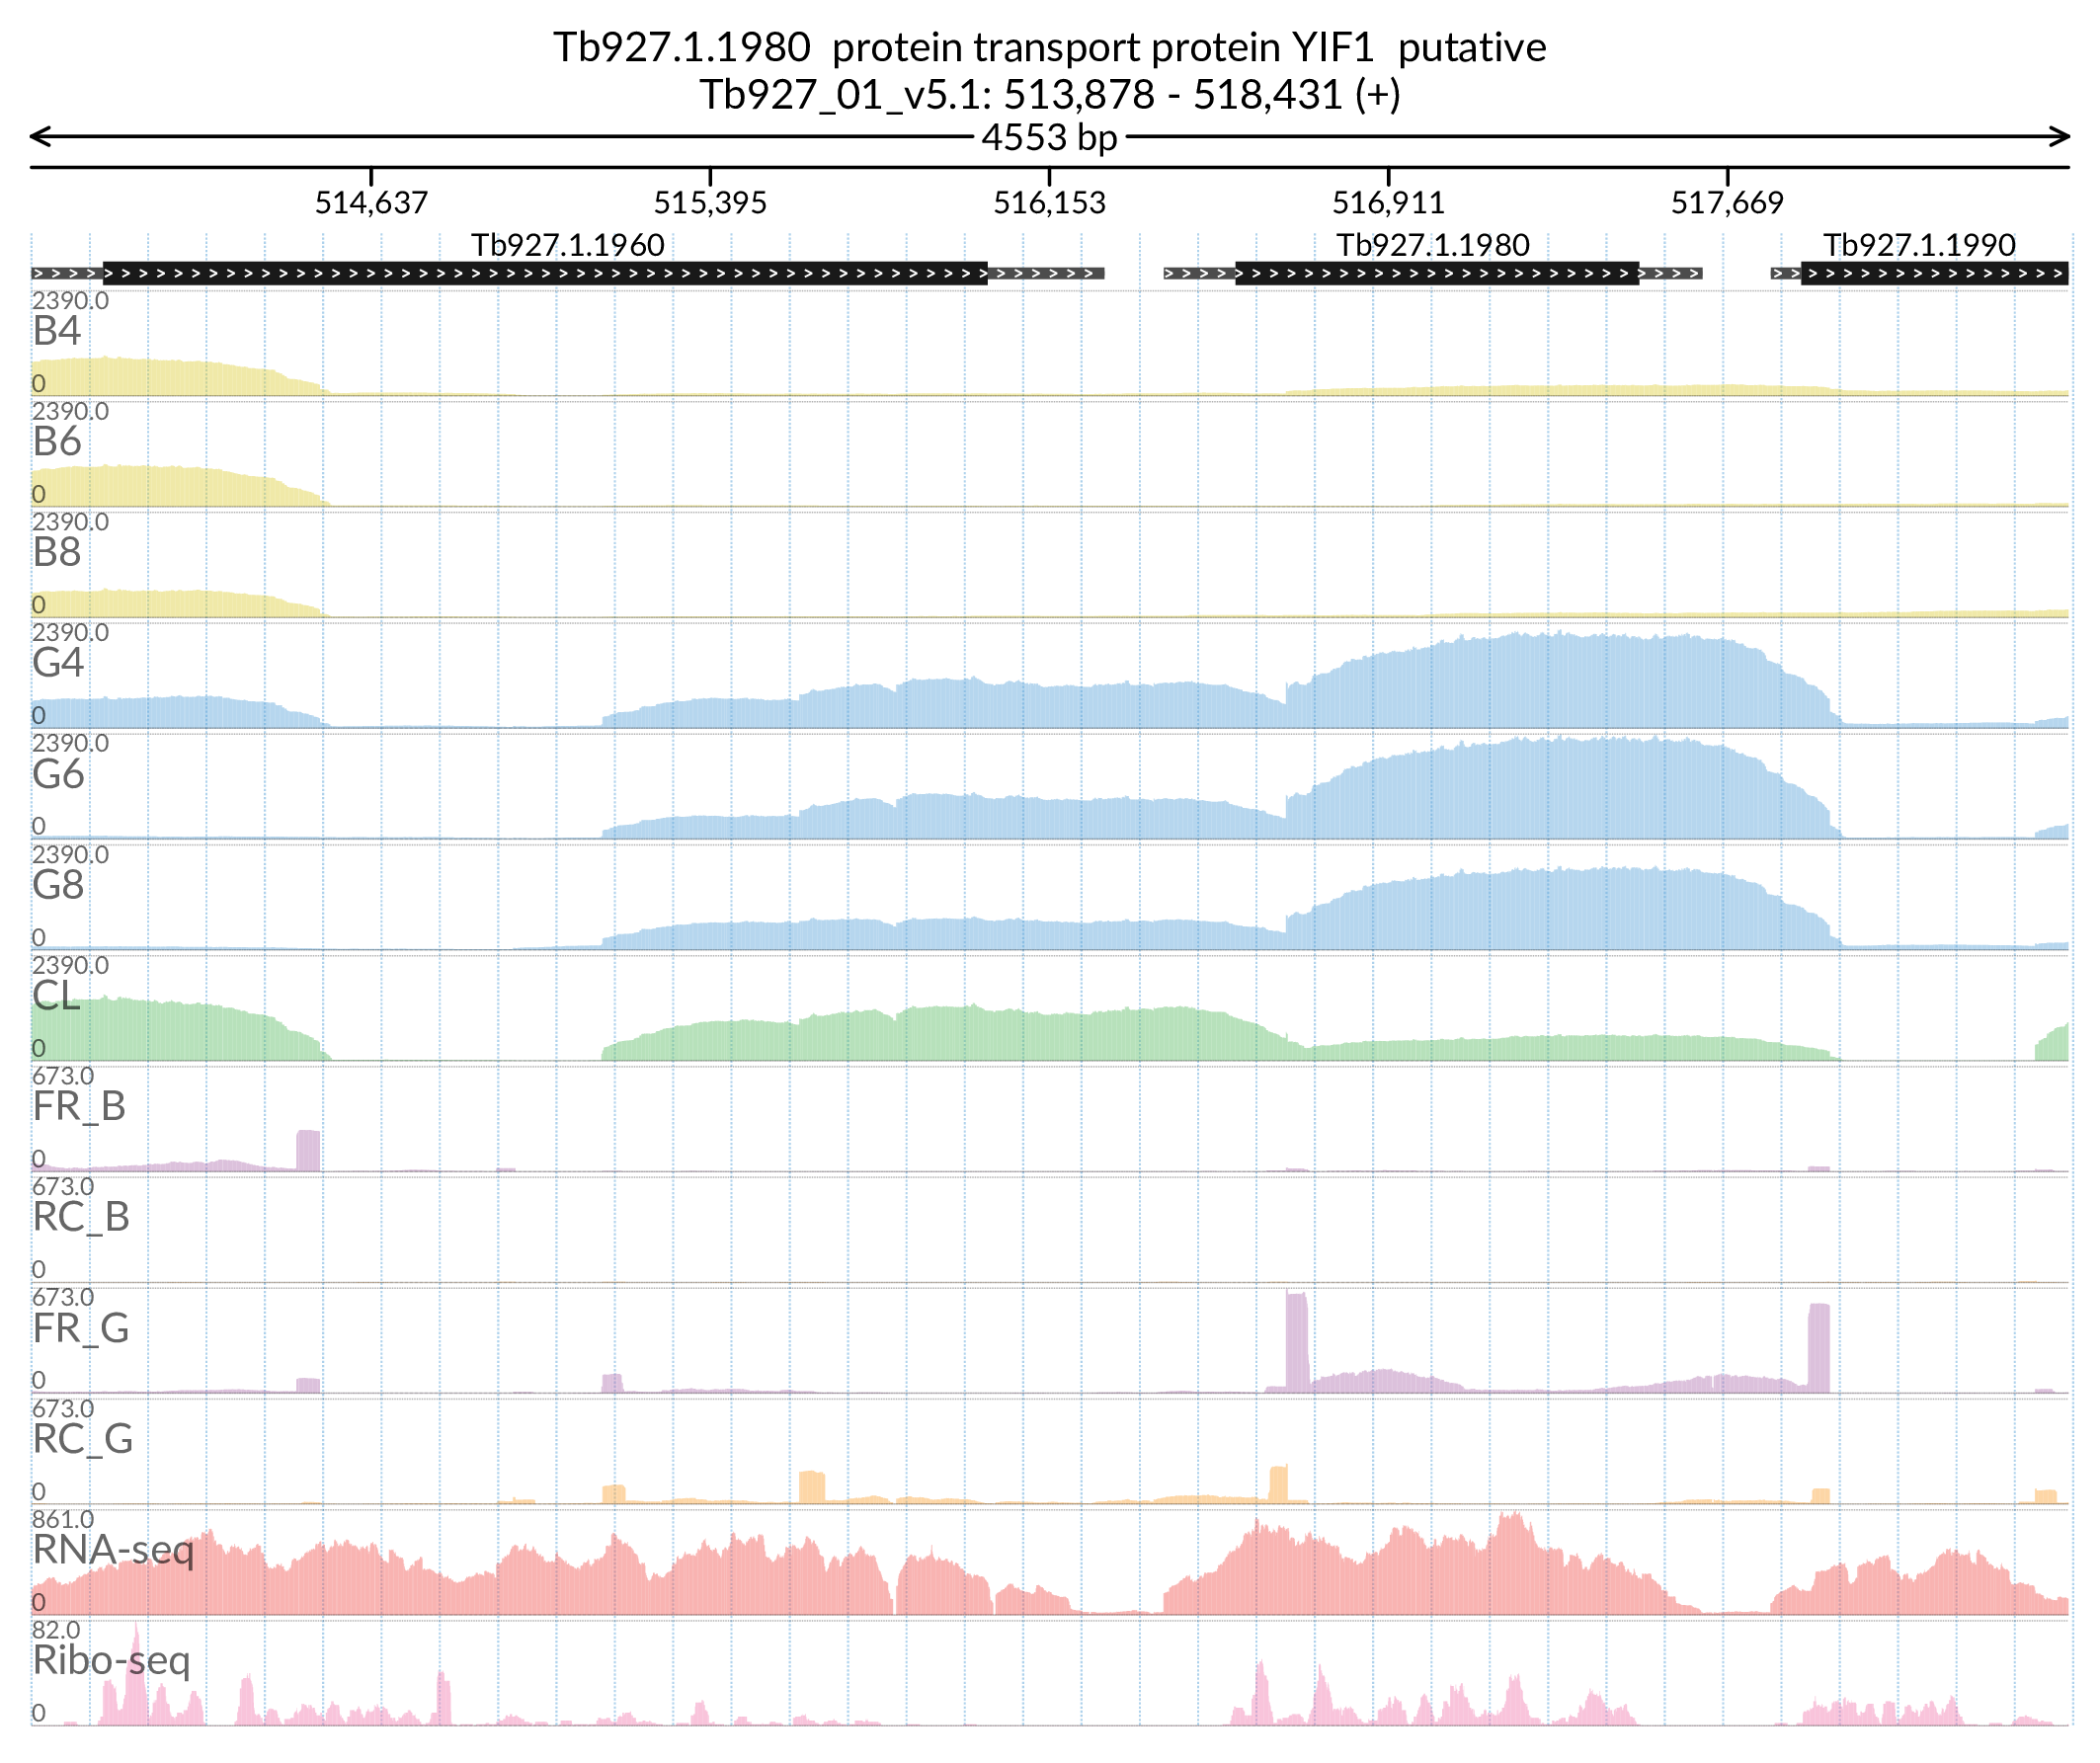 Tb927.1.1980 protein transport protein YIF1 putative
Tb927_01_v5.1: 513,878 - 518,431 (+)
4553 bp
514,637 515,395 516,153 516,911 517,669
Tb927.1.1960 Tb927.1.1980 Tb927.1.1990
2390.0
B4
0
2390.0
B6
0
2390.0
B8
0
2390.0
G4
0
2390.0
G6
0
2390.0
G8
0
2390.0
CL
0
673.0
FR_B
0
673.0
RC_B
0
673.0
FR_G
0
673.0
RC_G
0
861.0
RNA-seq
0
82.0
Ribo-seq
0